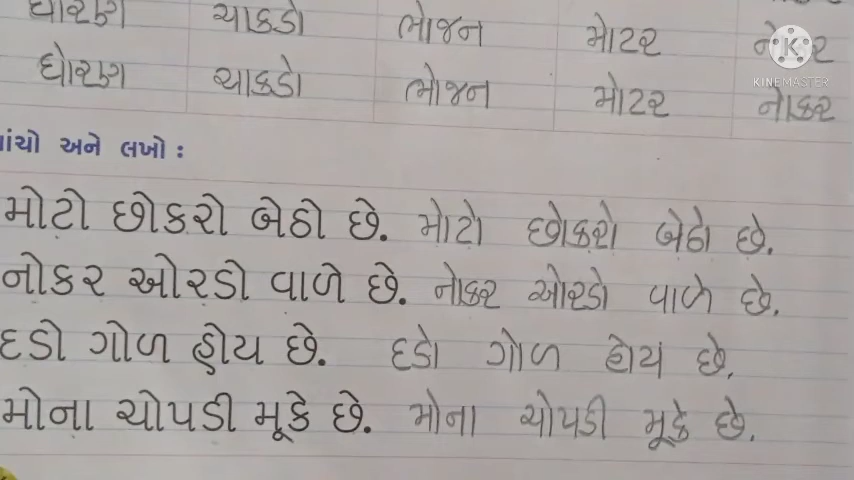 ધોરણ ચાકડો ભોજન મોટર નોકર
ધોરણ ચાકડો ભોજન મોટર નોકર
KINEMASTER
અને લખો :
મોટો છોકરો બેઠો છે. મોટો છોકરો બેઠો છે.
નોકર ઓરડો વાળે છે. નોકર ઓરડો વાળે છે.
દડો ગોળ હોય છે. દડો ગોળ હોય છે.
મોના ચોપડી મૂકે છે. મોના ચોપડી મૂકે છે.